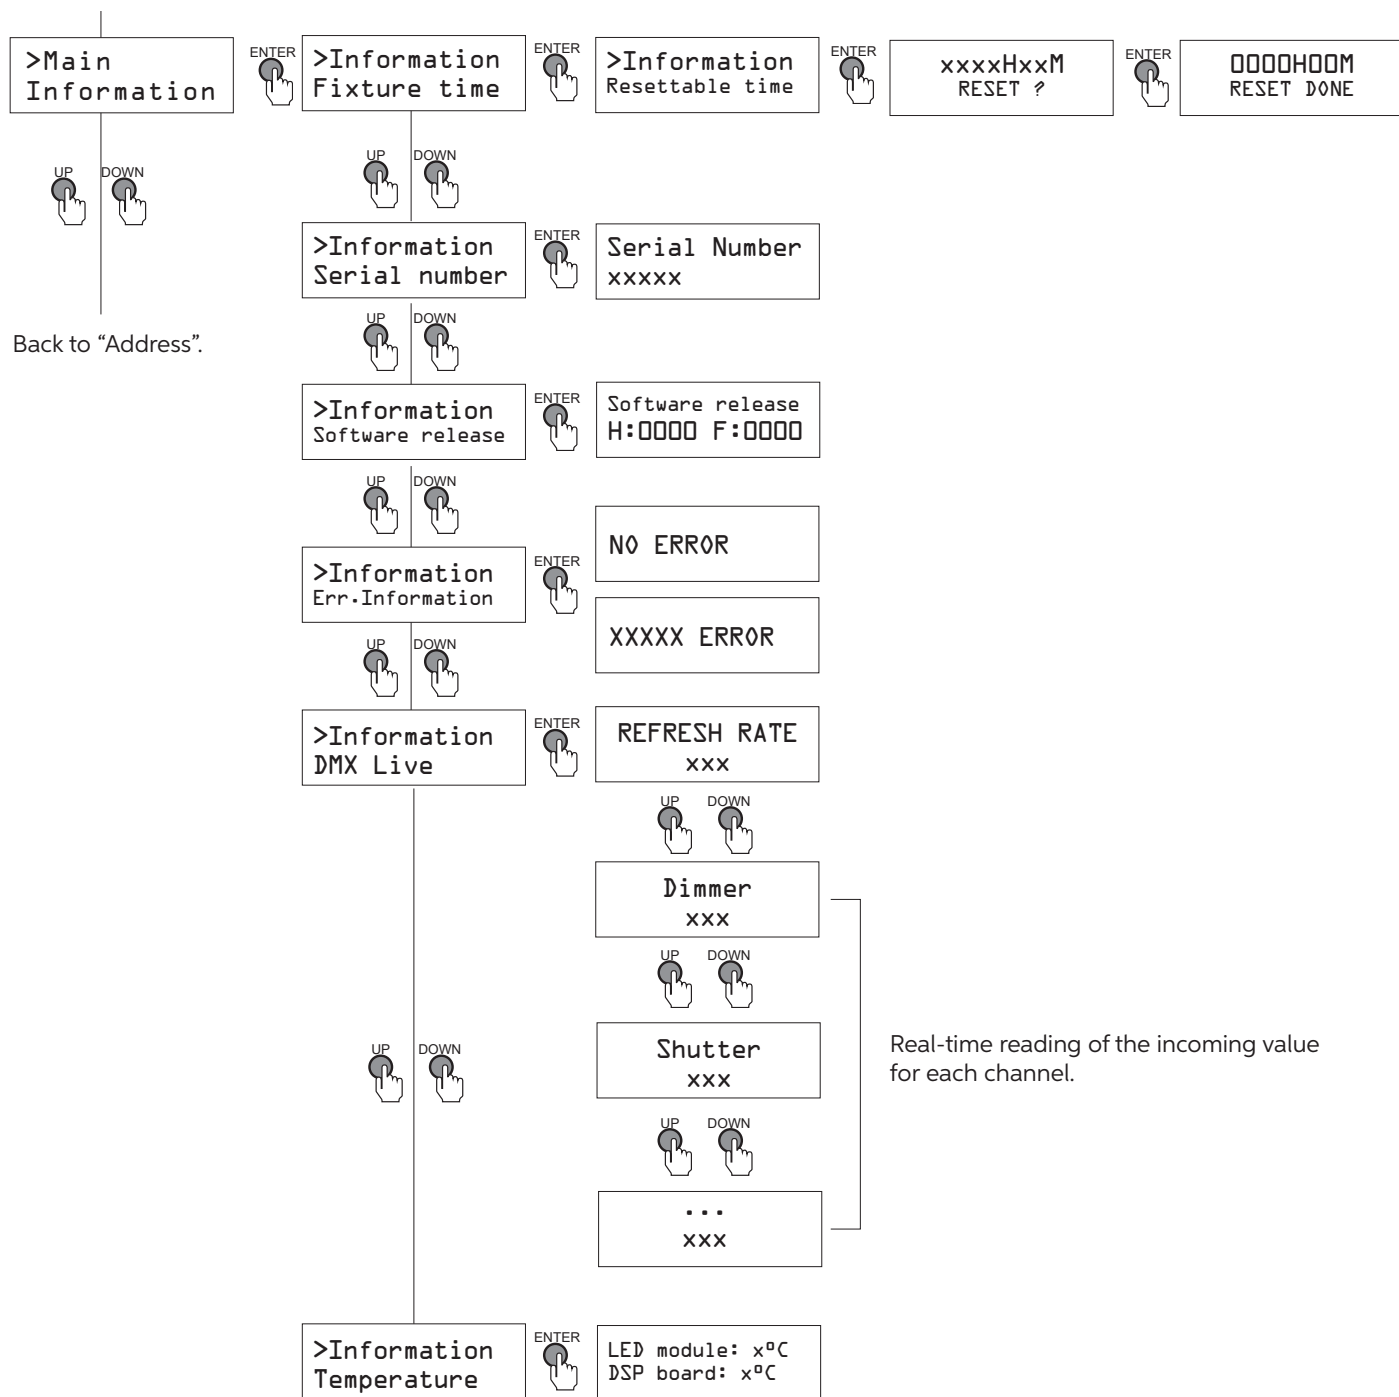 >Main
Information
ENTER
>Information
Fixture time
ENTER
>Information
Resettable time
ENTER
xxxxHxxM
RESET ?
ENTER
0000H00M
RESET DONE
UP DOWN
UP DOWN
Back to “Address”.
>Information
Serial number
ENTER
Serial Number
xxxxx
UP DOWN
>Information
Software release
ENTER
Software release
H:0000 F:0000
UP DOWN
>Information
Err.Information
ENTER
NO ERROR
XXXXX ERROR
UP DOWN
>Information
DMX Live
ENTER
REFRESH RATE
xxx
UP DOWN
Dimmer
xxx
UP DOWN
Shutter
xxx
UP DOWN
...
xxx
Real-time reading of the incoming value
for each channel.
UP DOWN
>Information
Temperature
ENTER
LED module: xºC
DSP board: xºC